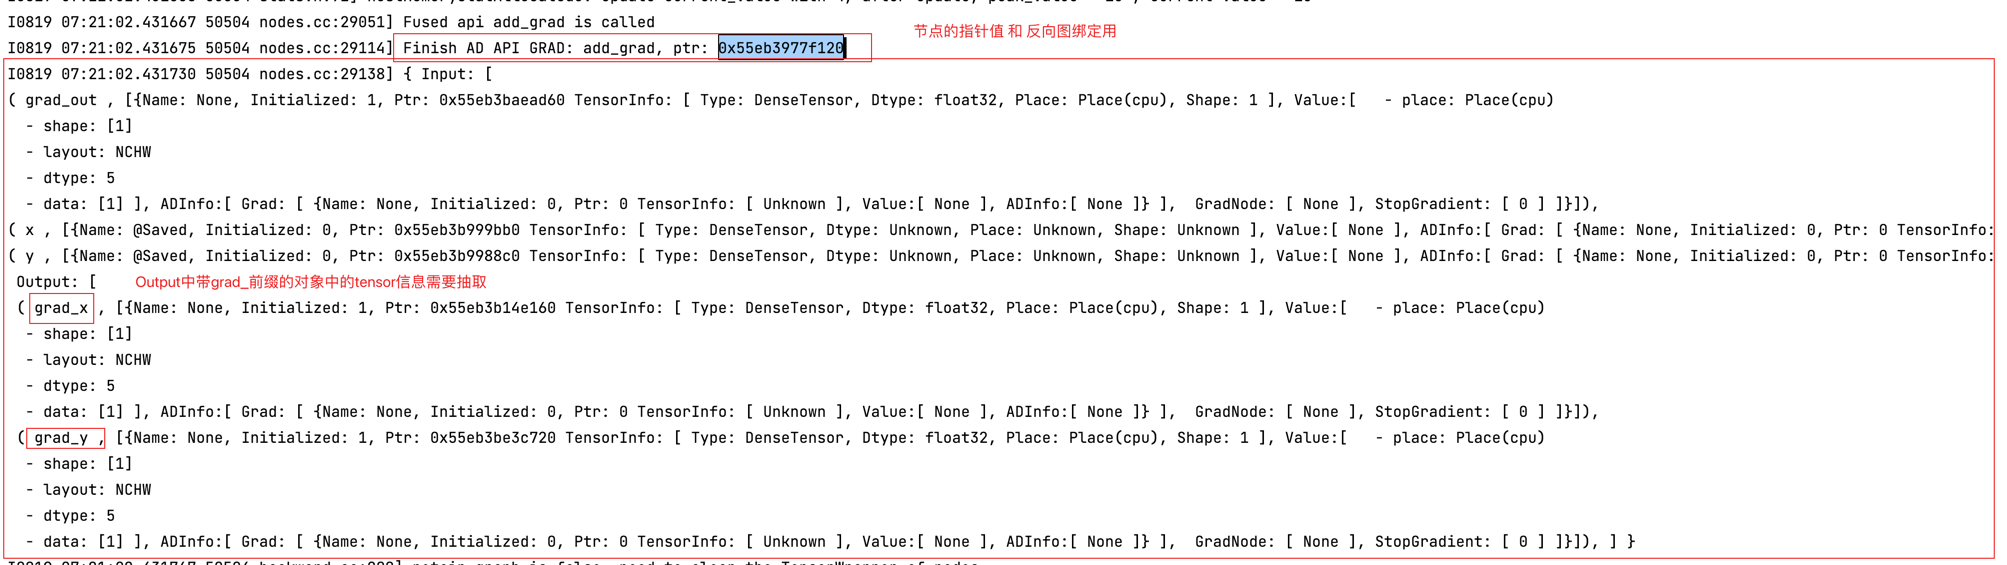 I0819 07:21:02.431667 50504 nodes.cc:29051] Fused api add_grad is called
I0819 07:21:02.431675 50504 nodes.cc:29114] Finish AD API GRAD: add_grad, ptr: 0x55eb3977f120
节点的指针值 和 反向图绑定用
I0819 07:21:02.431730 50504 nodes.cc:29138] { Input: [
( grad_out , [{Name: None, Initialized: 1, Ptr: 0x55eb3baead60 TensorInfo: [ Type: DenseTensor, Dtype: float32, Place: Place(cpu), Shape: 1 ], Value:[   - place: Place(cpu)
- shape: [1]
- layout: NCHW
- dtype: 5
- data: [1] ], ADInfo:[ Grad: [ {Name: None, Initialized: 0, Ptr: 0 TensorInfo: [ Unknown ], Value:[ None ], ADInfo:[ None ]} ],  GradNode: [ None ], StopGradient: [ 0 ] ]}]),
( x , [{Name: @Saved, Initialized: 0, Ptr: 0x55eb3b999bb0 TensorInfo: [ Type: DenseTensor, Dtype: Unknown, Place: Unknown, Shape: Unknown ], Value:[ None ], ADInfo:[ Grad: [ {Name: None, Initialized: 0, Ptr: 0 TensorInfo:
( y , [{Name: @Saved, Initialized: 0, Ptr: 0x55eb3b9988c0 TensorInfo: [ Type: DenseTensor, Dtype: Unknown, Place: Unknown, Shape: Unknown ], Value:[ None ], ADInfo:[ Grad: [ {Name: None, Initialized: 0, Ptr: 0 TensorInfo:
Output: [ Output中带grad_前缀的对象中的tensor信息需要抽取
( grad_x , [{Name: None, Initialized: 1, Ptr: 0x55eb3b14e160 TensorInfo: [ Type: DenseTensor, Dtype: float32, Place: Place(cpu), Shape: 1 ], Value:[   - place: Place(cpu)
- shape: [1]
- layout: NCHW
- dtype: 5
- data: [1] ], ADInfo:[ Grad: [ {Name: None, Initialized: 0, Ptr: 0 TensorInfo: [ Unknown ], Value:[ None ], ADInfo:[ None ]} ],  GradNode: [ None ], StopGradient: [ 0 ] ]}]),
( grad_y , [{Name: None, Initialized: 1, Ptr: 0x55eb3be3c720 TensorInfo: [ Type: DenseTensor, Dtype: float32, Place: Place(cpu), Shape: 1 ], Value:[   - place: Place(cpu)
- shape: [1]
- layout: NCHW
- dtype: 5
- data: [1] ], ADInfo:[ Grad: [ {Name: None, Initialized: 0, Ptr: 0 TensorInfo: [ Unknown ], Value:[ None ], ADInfo:[ None ]} ],  GradNode: [ None ], StopGradient: [ 0 ] ]}]), ] }